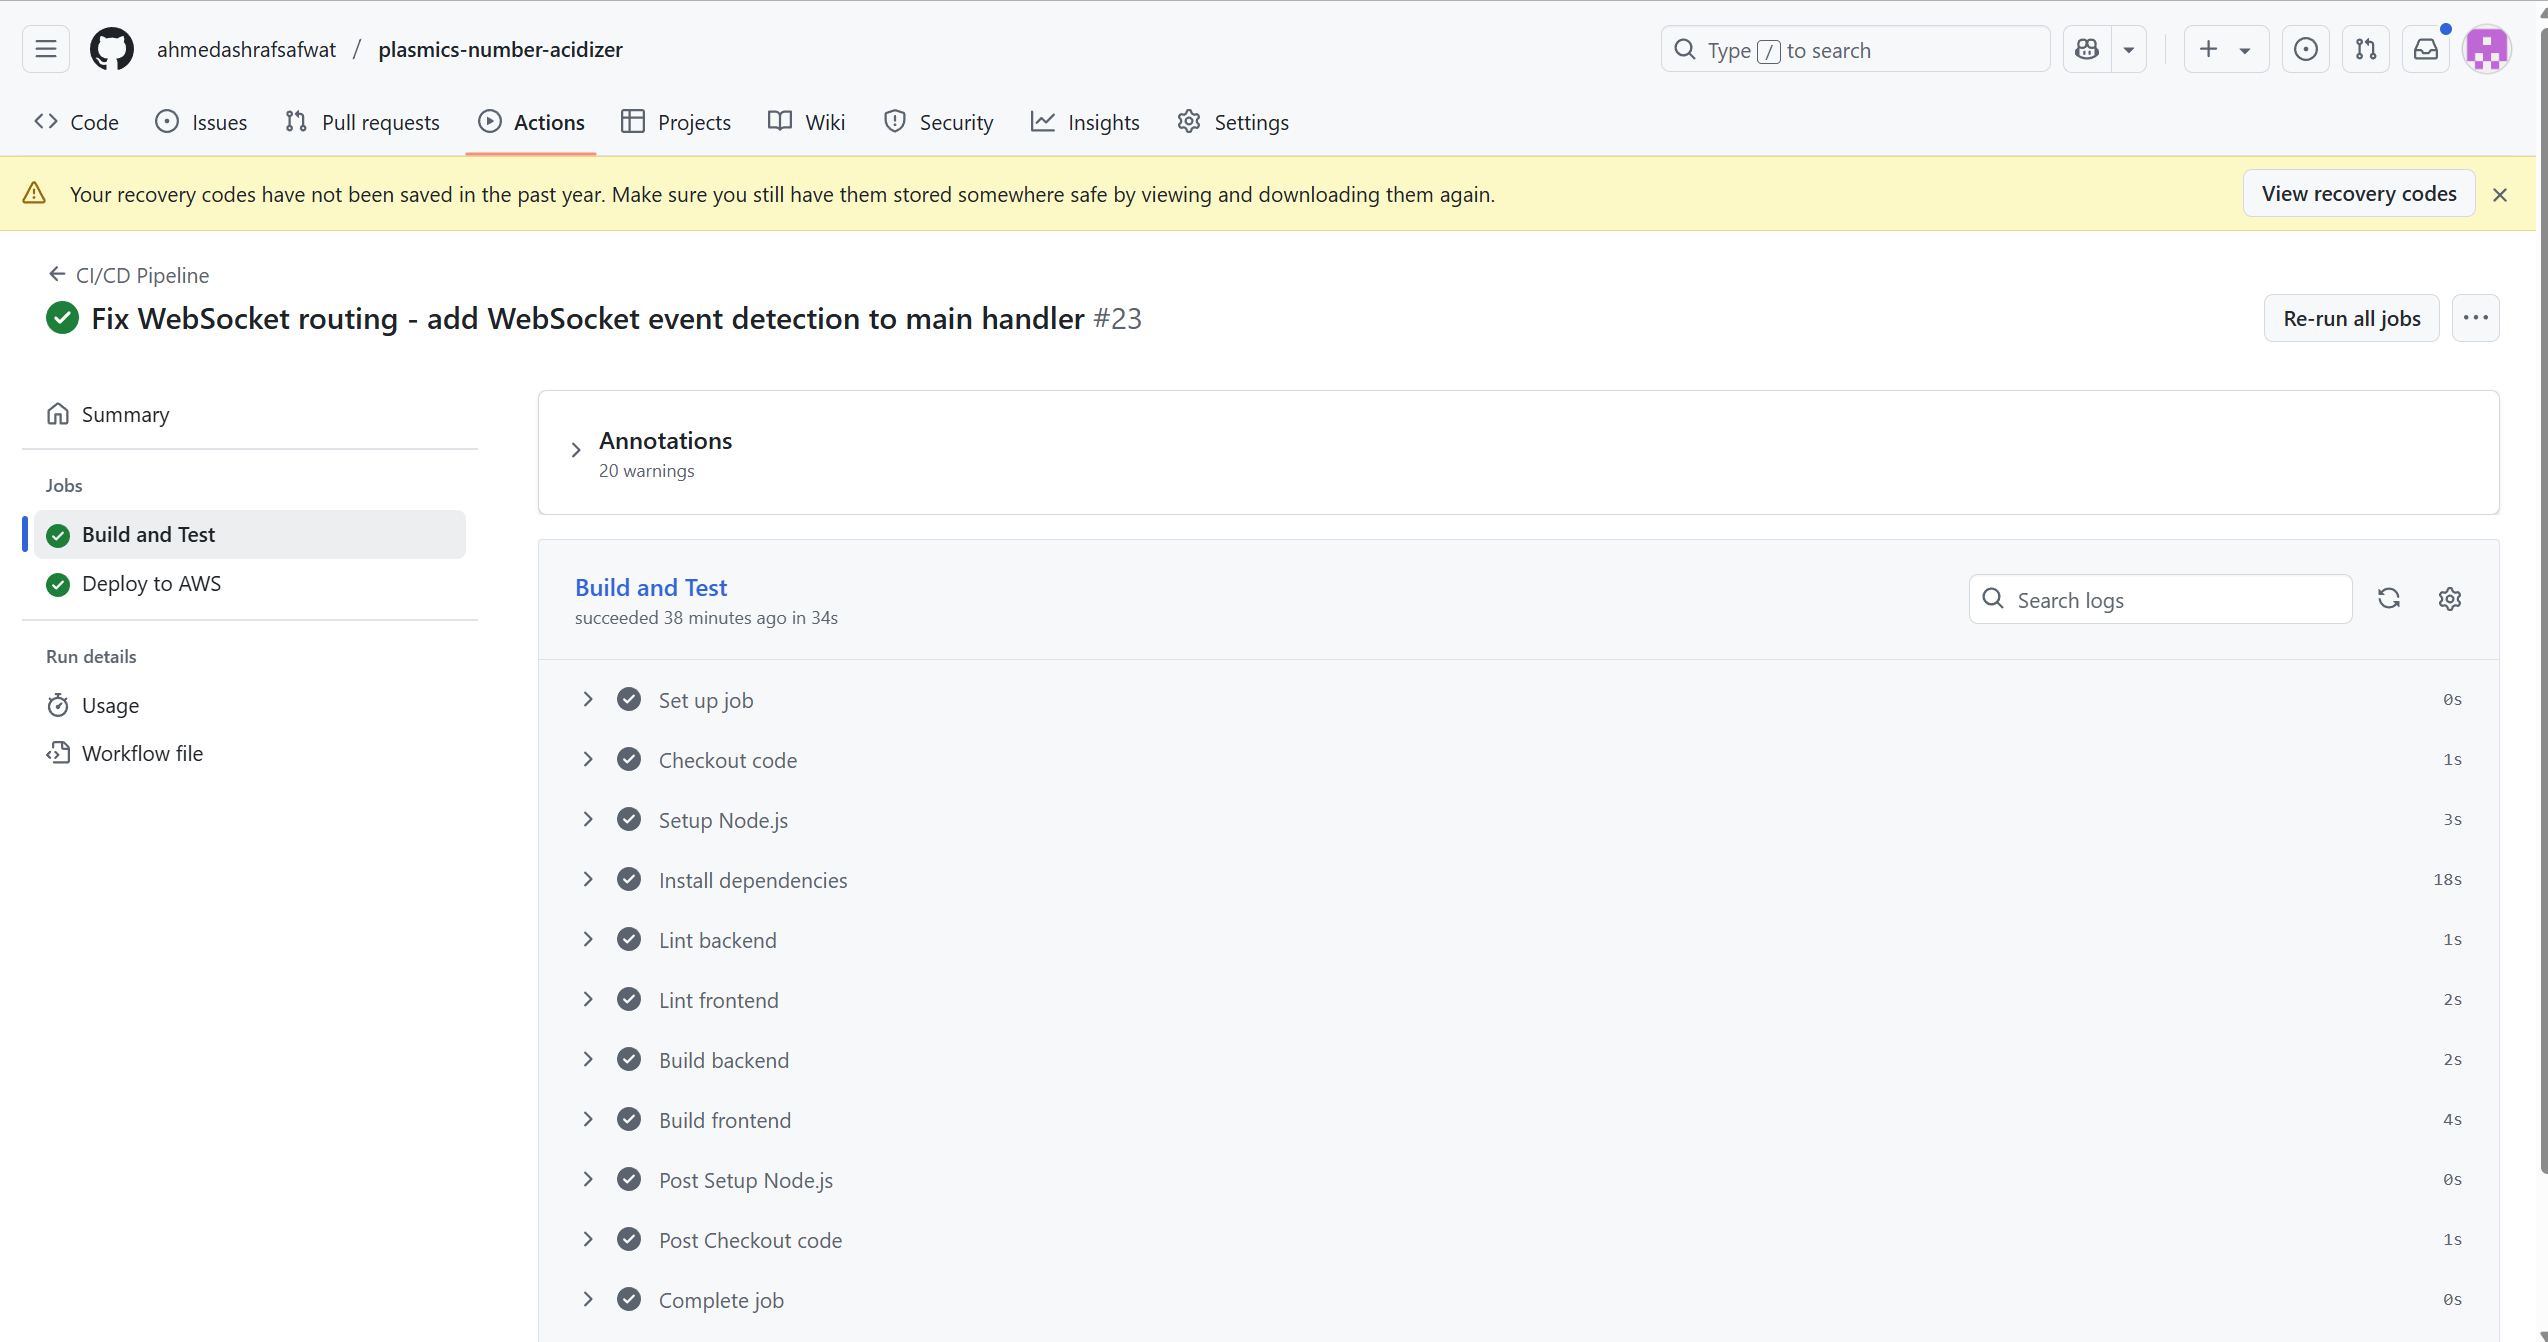 ahmedashrafsafwat / plasmics-number-acidizer
Type / to search
Code
Issues
Pull requests
Actions
Projects
Wiki
Security
Insights
Settings
Your recovery codes have not been saved in the past year. Make sure you still have them stored somewhere safe by viewing and downloading them again.
View recovery codes
CI/CD Pipeline
Fix WebSocket routing - add WebSocket event detection to main handler #23
Re-run all jobs
Summary
Jobs
Build and Test
Deploy to AWS
Run details
Usage
Workflow file
Annotations
20 warnings
Build and Test
succeeded 38 minutes ago in 34s
Search logs
Set up job 0s
Checkout code 1s
Setup Node.js 3s
Install dependencies 18s
Lint backend 1s
Lint frontend 2s
Build backend 2s
Build frontend 4s
Post Setup Node.js 0s
Post Checkout code 1s
Complete job 0s